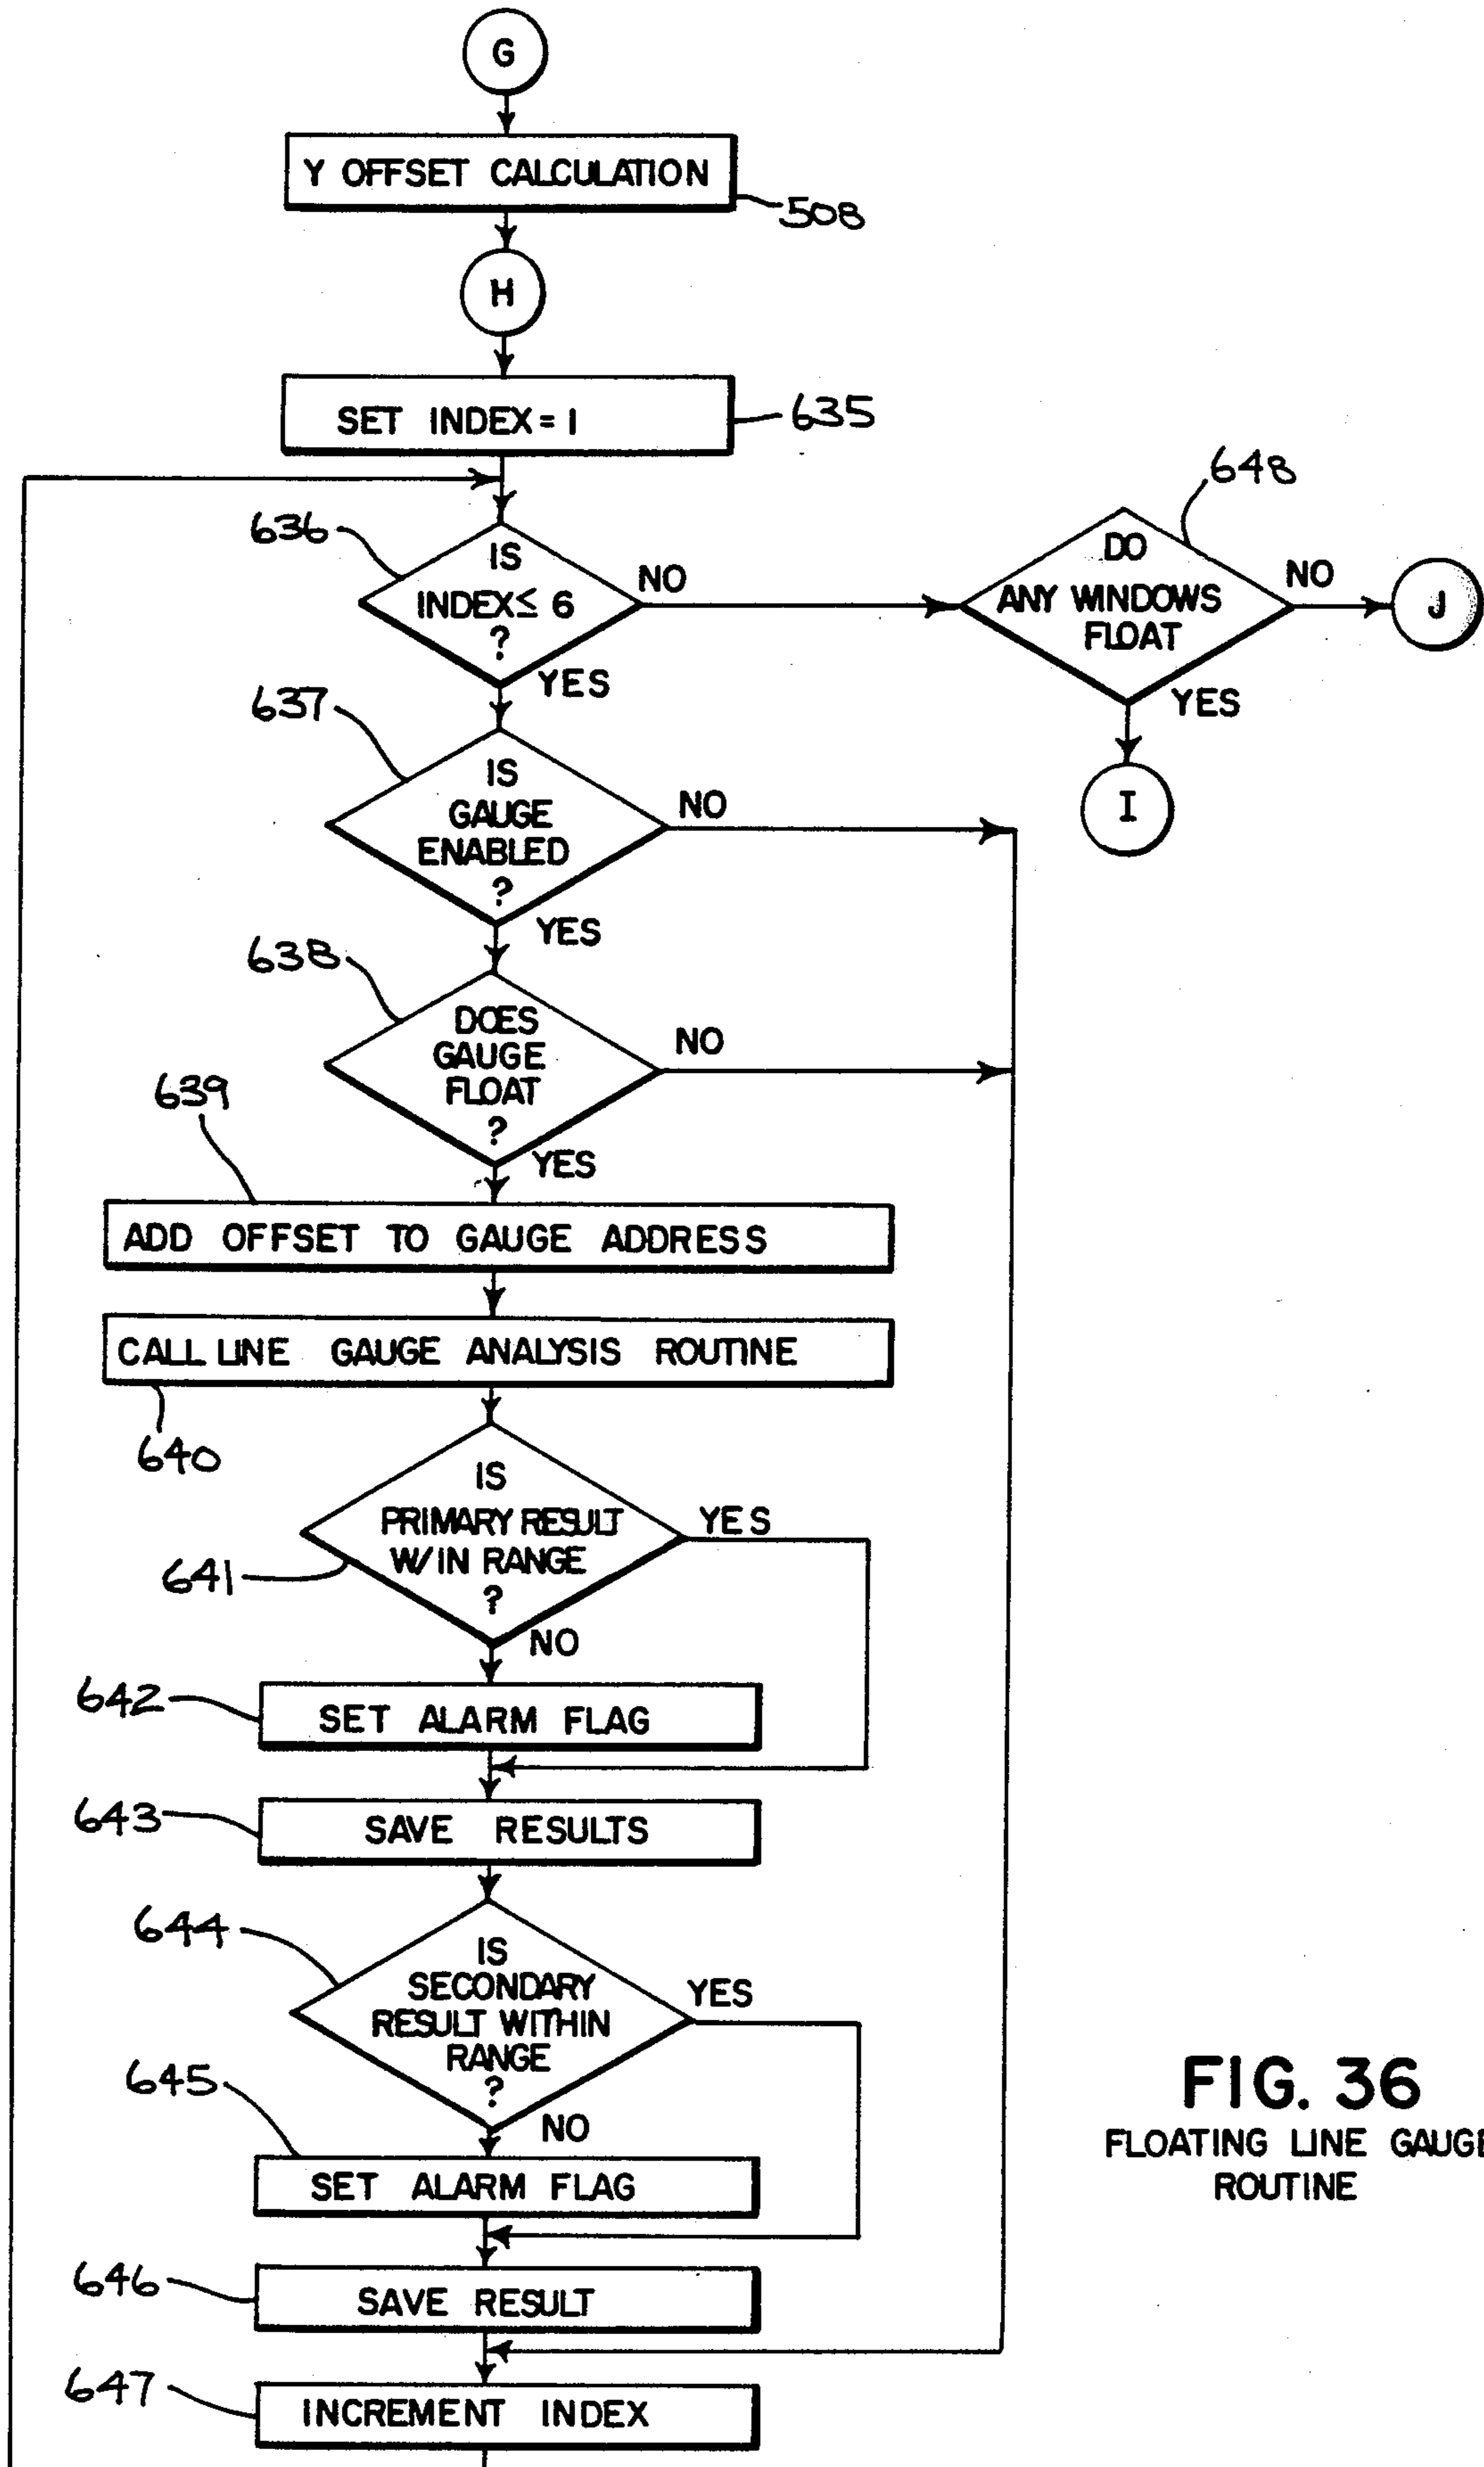 G
Y OFFSET CALCULATION
508
H
SET INDEX = 1
635
636
IS
INDEX ≤ 6
?
NO
YES
648
DO
ANY WINDOWS
FLOAT
NO
J
YES
I
637
IS
GAUGE
ENABLED
?
NO
YES
638
DOES
GAUGE
FLOAT
?
NO
YES
639
ADD OFFSET TO GAUGE ADDRESS
CALL LINE GAUGE ANALYSIS ROUTINE
640
IS
PRIMARY RESULT
W/IN RANGE
?
YES
641
NO
642
SET ALARM FLAG
643
SAVE RESULTS
644
IS
SECONDARY
RESULT WITHIN
RANGE
?
YES
645
NO
SET ALARM FLAG
646
SAVE RESULT
647
INCREMENT INDEX
FIG. 36
FLOATING LINE GAUGE
ROUTINE